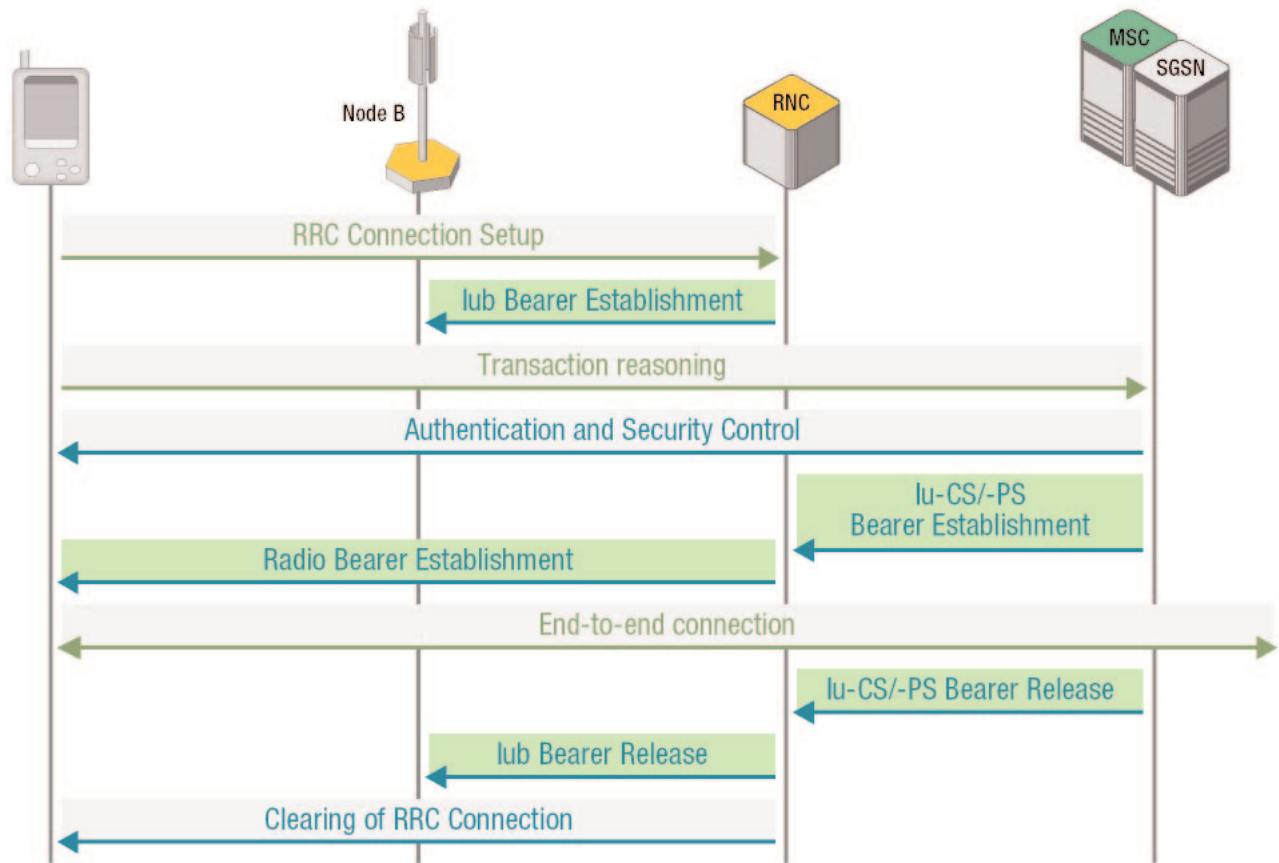 MSC
SGSN
RNC
Node B
RRC Connection Setup
Iub Bearer Establishment
Transaction reasoning
Authentication and Security Control
Iu-CS/-PS
Bearer Establishment
Radio Bearer Establishment
End-to-end connection
Iu-CS/-PS Bearer Release
Iub Bearer Release
Clearing of RRC Connection